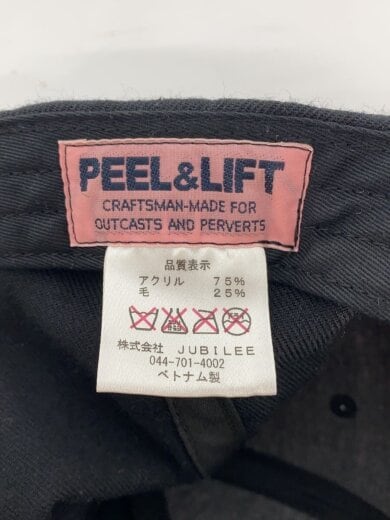 PEEL&LIFT
CRAFTSMAN-MADE FOR
OUTCASTS AND PERVERTS
品質表示
アクリル 75%
毛 25%
株式会社 JUBILEE
044-701-4002
ベトナム製